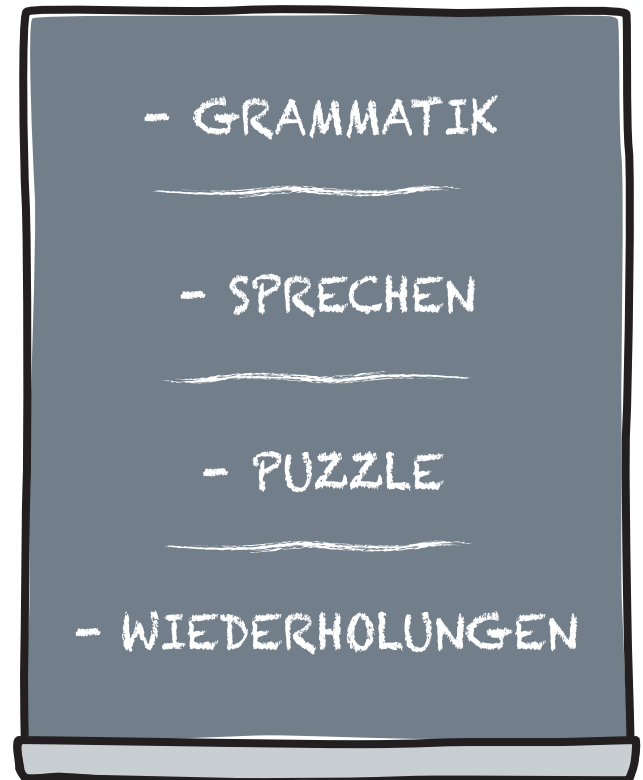 - GRAMMATIK
- SPRECHEN
- PUZZLE
- WIEDERHOLUNGEN